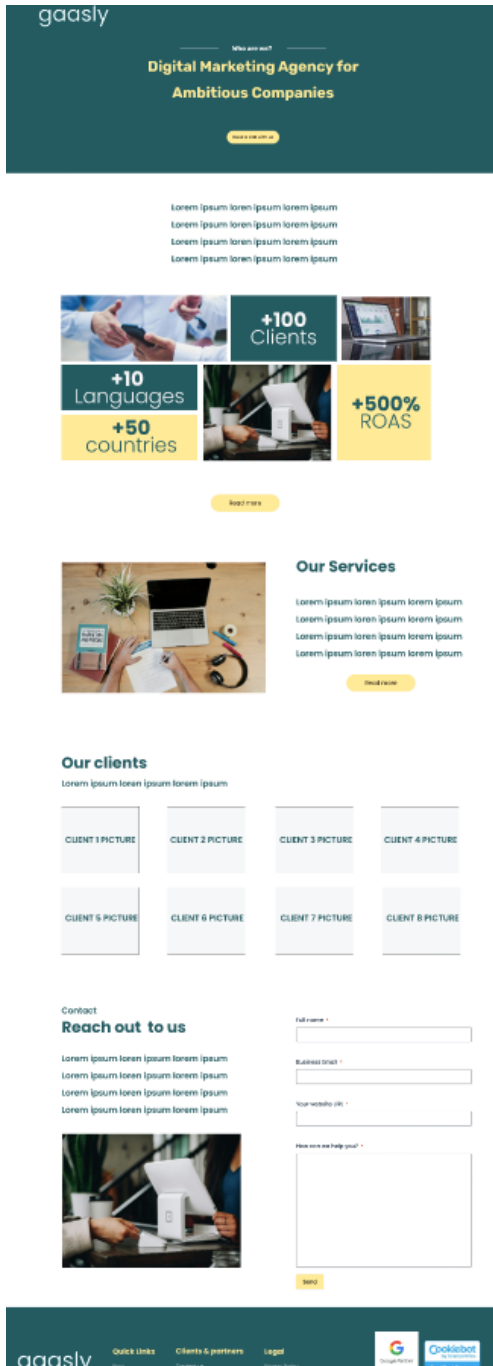 gaasly
Who are we?
Digital Marketing Agency for
Ambitious Companies
Lorem ipsum loren ipsum lorem ipsum
Lorem ipsum loren ipsum lorem ipsum
Lorem ipsum loren ipsum lorem ipsum
Lorem ipsum loren ipsum lorem ipsum
+100
Clients
+10
Languages
+50
countries
+500%
ROAS
Read more
Our Services
Lorem ipsum loren ipsum lorem ipsum
Lorem ipsum loren ipsum lorem ipsum
Lorem ipsum loren ipsum lorem ipsum
Lorem ipsum loren ipsum lorem ipsum
Read more
Our clients
Lorem ipsum loren ipsum lorem ipsum
CLIENT 1 PICTURE
CLIENT 2 PICTURE
CLIENT 3 PICTURE
CLIENT 4 PICTURE
CLIENT 5 PICTURE
CLIENT 6 PICTURE
CLIENT 7 PICTURE
CLIENT 8 PICTURE
Contact
Reach out to us
Lorem ipsum loren ipsum lorem ipsum
Lorem ipsum loren ipsum lorem ipsum
Lorem ipsum loren ipsum lorem ipsum
Lorem ipsum loren ipsum lorem ipsum
Full name *
Business Email *
Your website URL *
How can we help you? *
Send
gaasly
Quick Links
Clients & partners
Legal
Google Partner
Cookiebot